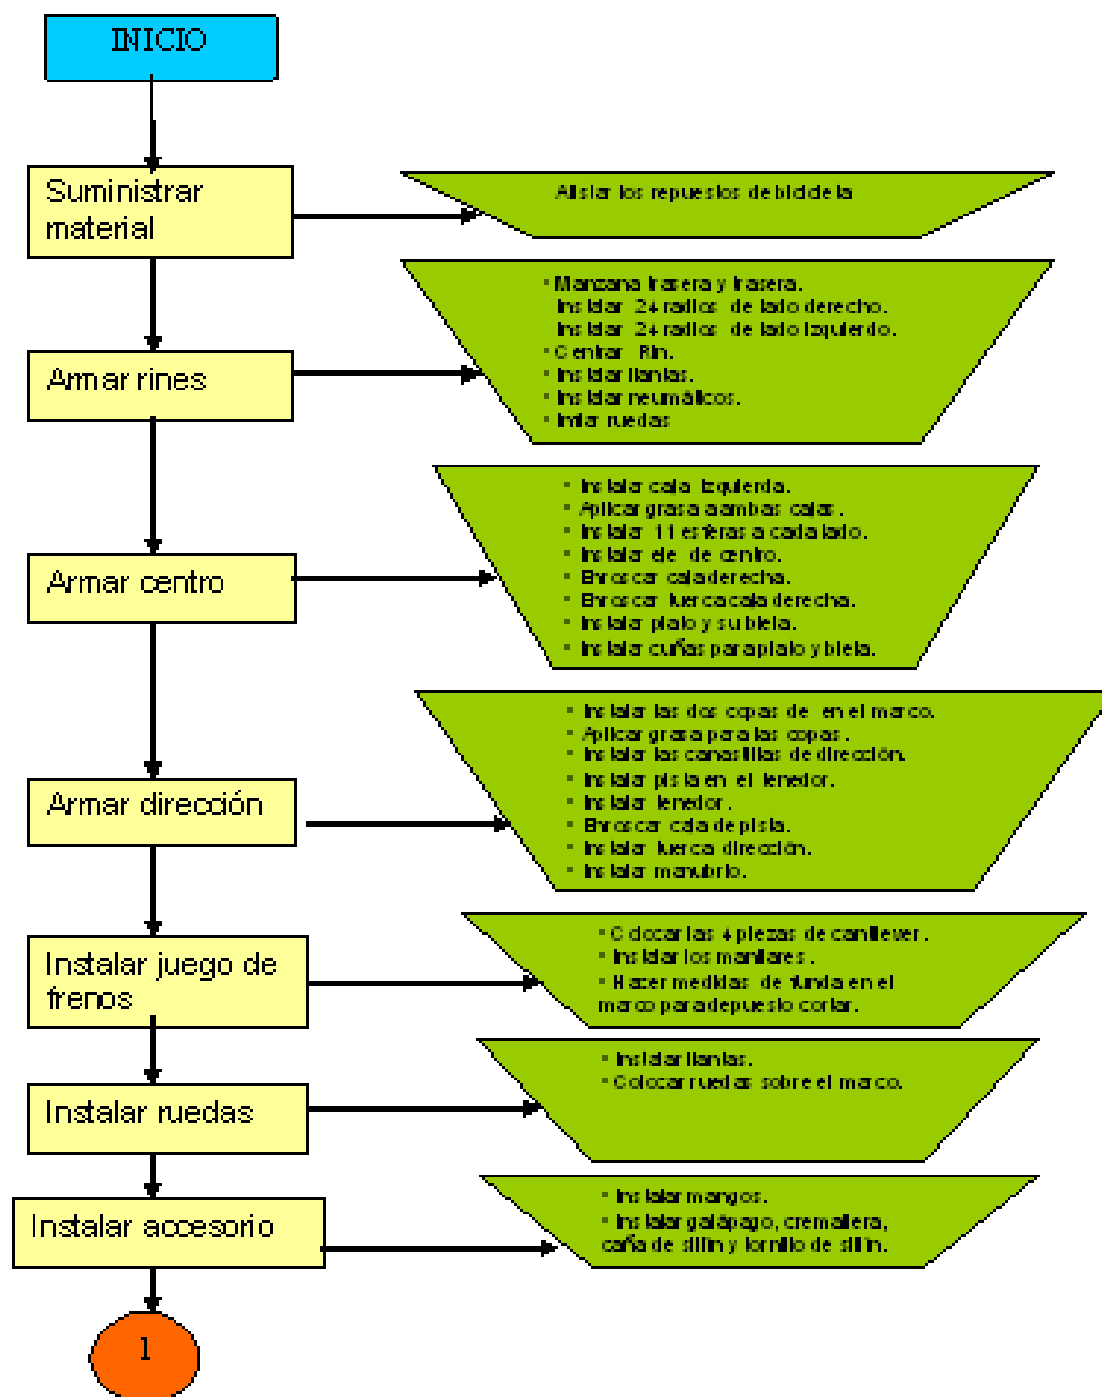 INICIO
Suministrar
material
Alistar los repuestos de bicicleta
Armar rines
Manzana trasera y trasera.
Instalar 24 radios de lado derecho.
Instalar 24 radios de lado Izquierdo.
Centrar Rin.
Instalar llantas.
Instalar neumáticos.
Inflar ruedas
Armar centro
Instalar caja Izquierda.
Aplicar grasa a ambas cajas.
Instalar 11 esferas a cada lado.
Instalar eje de centro.
Enroscar caja derecha.
Enroscar tuerca caja derecha.
Instalar plato y su biela.
Instalar cuñas para plato y biela.
Armar dirección
Instalar las dos copas de en el marco.
Aplicar grasa para las copas.
Instalar las canastillas de dirección.
Instalar pista en el tenedor.
Instalar tenedor.
Enroscar caja de pista.
Instalar tuerca dirección.
Instalar manubrio.
Instalar juego de
frenos
Colocar las 4 piezas de cantilever.
Instalar los manilares.
Hacer medidas de funda en el
marco para depuesto cortar.
Instalar ruedas
Instalar llantas.
Colocar ruedas sobre el marco.
Instalar accesorio
Instalar mangos.
Instalar galápago, cremallera,
caña de sillín y tornillo de sillín.
1